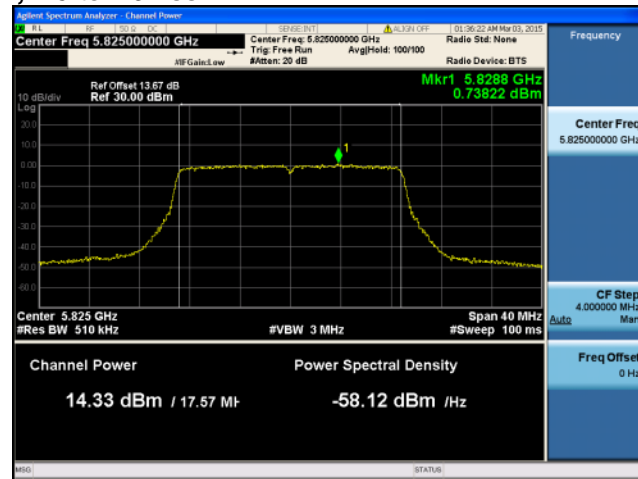 Agilent Spectrum Analyzer - Channel Power
RL RF 50 Ω DC SENSE:INT ALIGN OFF 01:36:22 AM Mar 03, 2015
Center Freq 5.825000000 GHz
Center Freq: 5.825000000 GHz
Radio Std: None
Trig: Free Run Avg|Hold: 100/100
#IFGain:Low #Atten: 20 dB Radio Device: BTS
Frequency
Ref Offset 13.67 dB
10 dB/div Ref 30.00 dBm
Mkr1 5.8288 GHz
0.73822 dBm
Log
20.0
10.0
0.00
-10.0
-20.0
-30.0
-40.0
-50.0
-60.0
1
Center Freq
5.825000000 GHz
Center 5.825 GHz Span 40 MHz
#Res BW 510 kHz #VBW 3 MHz #Sweep 100 ms
CF Step
4.000000 MHz
Auto Man
Channel Power Power Spectral Density
14.33 dBm / 17.57 MH -58.12 dBm /Hz
Freq Offset
0 Hz
MSG STATUS